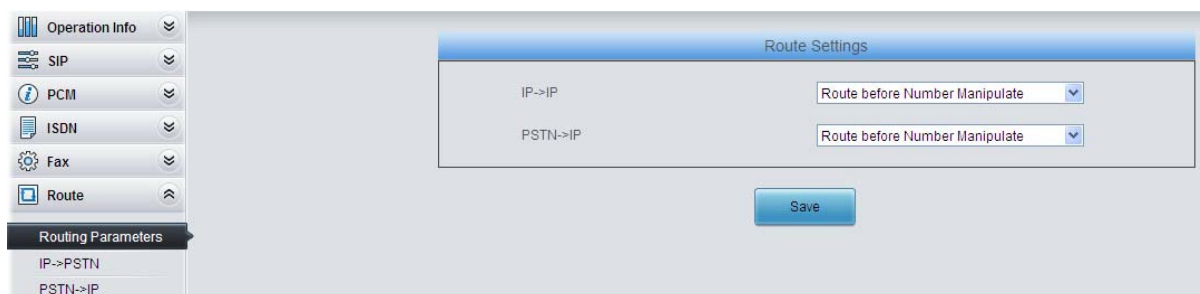 Operation Info
SIP
PCM
ISDN
Fax
Route
Routing Parameters
IP->PSTN
PSTN->IP
Route Settings
IP->IP Route before Number Manipulate
PSTN->IP Route before Number Manipulate
Save